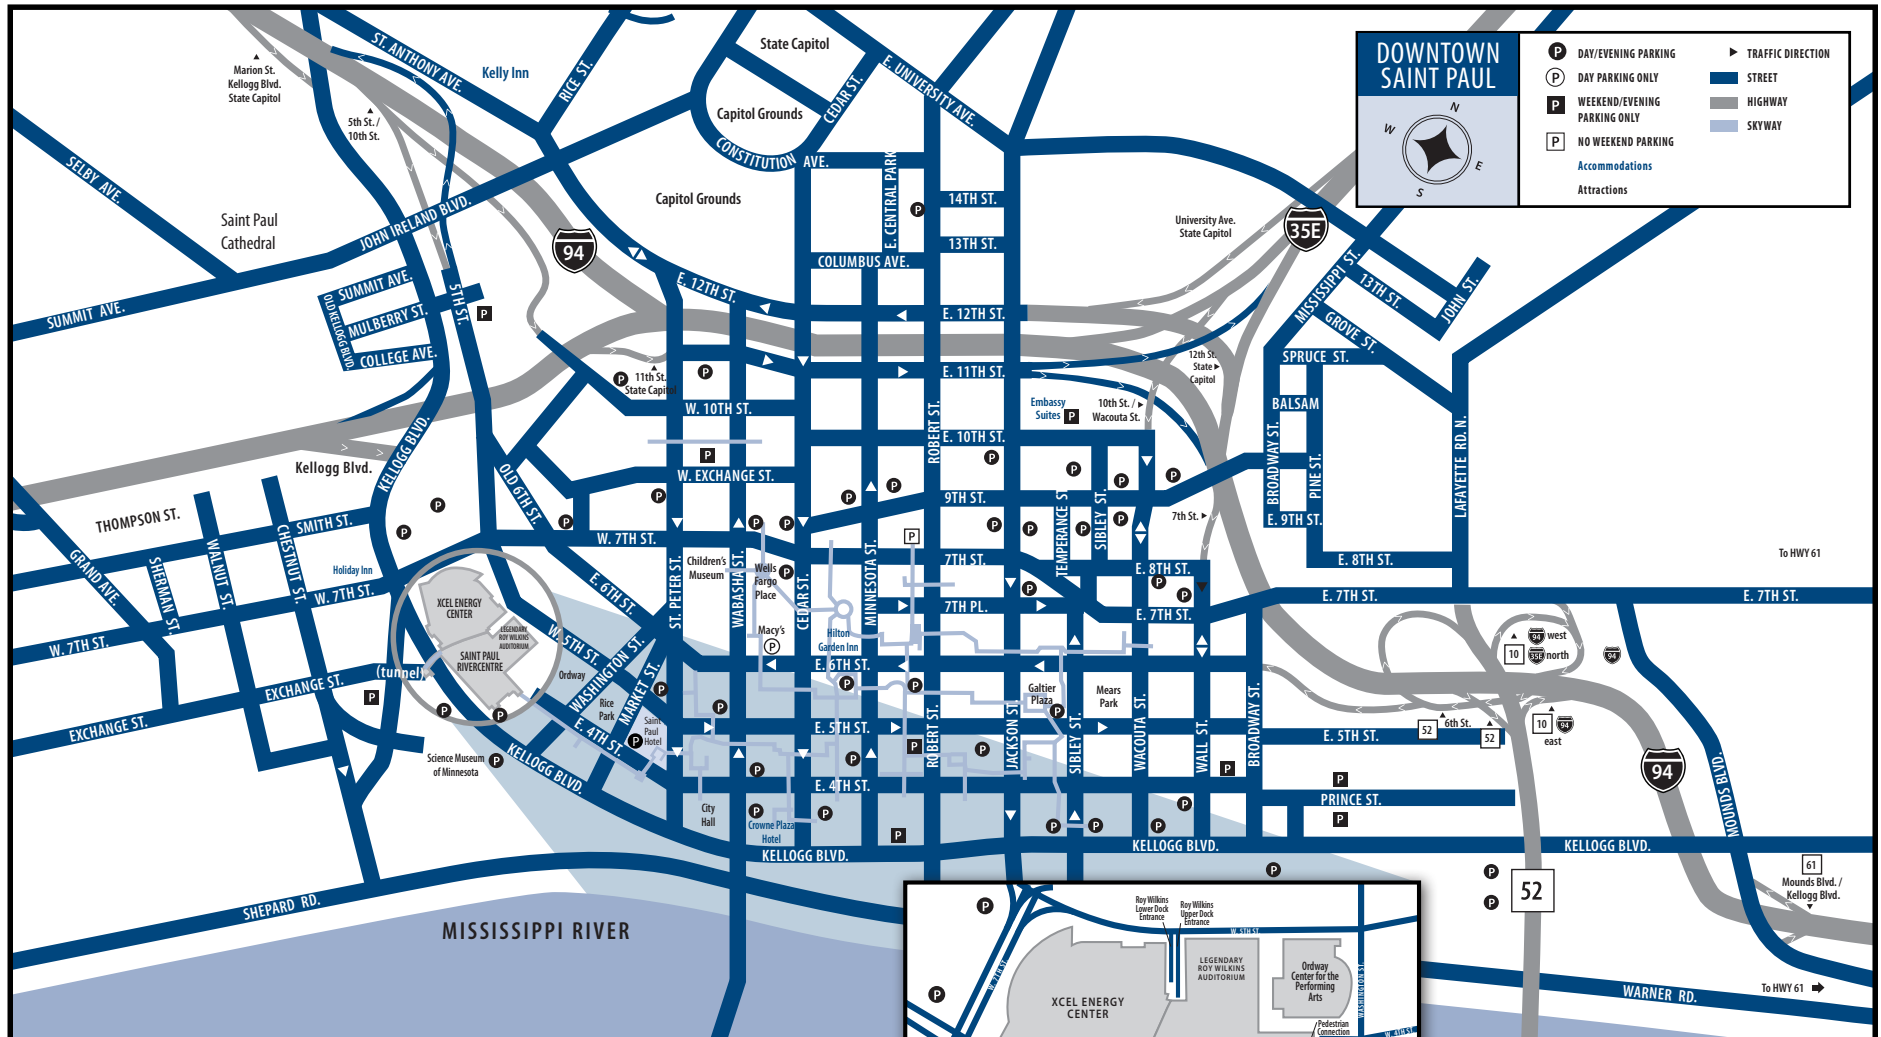 DOWNTOWN
SAINT PAUL
N
W
E
S
P DAY/EVENING PARKING
P DAY PARKING ONLY
P WEEKEND/EVENING
PARKING ONLY
P NO WEEKEND PARKING
Accommodations
Attractions
TRAFFIC DIRECTION
STREET
HIGHWAY
SKYWAY
Marion St.
Kellogg Blvd.
State Capitol
5th St. /
10th St.
ST. ANTHONY AVE.
Kelly Inn
RICE ST.
State Capitol
Capitol Grounds
CEDAR ST.
E. UNIVERSITY AVE.
CONSTITUTION AVE.
Capitol Grounds
E. CENTRAL PARK
14TH ST.
13TH ST.
COLUMBUS AVE.
SELBY AVE.
Saint Paul
Cathedral
JOHN IRELAND BLVD.
94
35E
University Ave.
State Capitol
SUMMIT AVE.
SUMMIT AVE.
OLD KELLOGG BLVD.
MULBERRY ST.
COLLEGE AVE.
5TH ST.
E. 12TH ST.
E. 12TH ST.
E. 11TH ST.
11th St.
State Capitol
W. 10TH ST.
E. 10TH ST.
ROBERT ST.
Embassy
Suites
10th St. /
Wacouta St.
12th St.
State
Capitol
MISSISSIPPI ST.
13TH ST.
JOHN ST.
GROVE ST.
SPRUCE ST.
BALSAM
BROADWAY ST.
PINE ST.
LAFAYETTE RD. N.
E. 9TH ST.
E. 8TH ST.
To HWY 61
Kellogg Blvd.
KELLOGG BLVD.
OLD 6TH ST.
W. EXCHANGE ST.
9TH ST.
TEMPERANCE ST
SIBLEY ST.
7th St.
THOMPSON ST.
SMITH ST.
GRAND AVE.
SHERMAN ST.
WALNUT ST.
CHESTNUT ST.
Holiday Inn
W. 7TH ST.
W. 7TH ST.
W. 7TH ST.
7TH ST.
E. 8TH ST.
E. 7TH ST.
E. 7TH ST.
E. 7TH ST.
7TH PL.
Children's
Museum
Wells
Fargo
Place
Macy's
Hilton
Garden Inn
ST. PETER ST.
WABASHA ST.
CEDAR ST.
MINNESOTA ST.
XCEL ENERGY
CENTER
LEGENDARY
ROY WILKINS
AUDITORIUM
SAINT PAUL
RIVERCENTRE
(tunnel)
E. 6TH ST.
W. 5TH ST.
WASHINGTON ST.
MARKET ST.
Ordway
Rice
Park
Saint
Paul
Hotel
E. 4TH ST.
E. 6TH ST.
E. 5TH ST.
E. 4TH ST.
Galtier
Plaza
Mears
Park
ROBERT ST.
JACKSON ST.
SIBLEY ST.
WACOUTA ST.
WALL ST.
BROADWAY ST.
E. 5TH ST.
6th St.
52
52
94 west
10 35E north
94
10 94
east
94
MOUNDS BLVD.
PRINCE ST.
EXCHANGE ST.
EXCHANGE ST.
Science Museum
of Minnesota
KELLOGG BLVD.
City
Hall
Crowne Plaza
Hotel
KELLOGG BLVD.
KELLOGG BLVD.
KELLOGG BLVD.
61
Mounds Blvd. /
Kellogg Blvd.
52
SHEPARD RD.
MISSISSIPPI RIVER
WARNER RD.
To HWY 61
Roy Wilkins
Lower Dock
Entrance
Roy Wilkins
Upper Dock
Entrance
W. 5TH ST.
W. 7TH ST.
LEGENDARY
ROY WILKINS
AUDITORIUM
XCEL ENERGY
CENTER
Ordway
Center for the
Performing
Arts
WASHINGTON ST.
Pedestrian
Connection
W. 4TH ST.